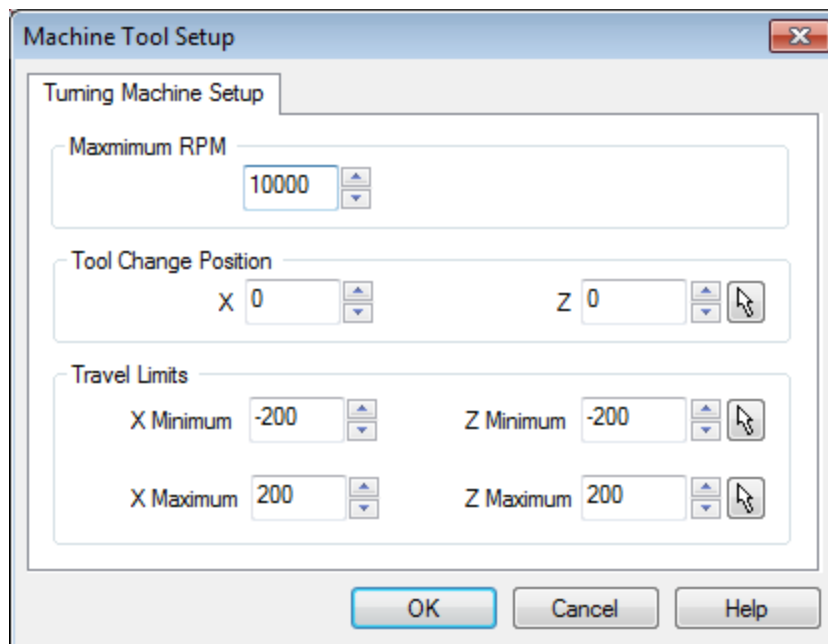 Machine Tool Setup
Turning Machine Setup
Maxmimum RPM
10000
Tool Change Position
X 0 Z 0
Travel Limits
X Minimum -200 Z Minimum -200
X Maximum 200 Z Maximum 200
OK Cancel Help